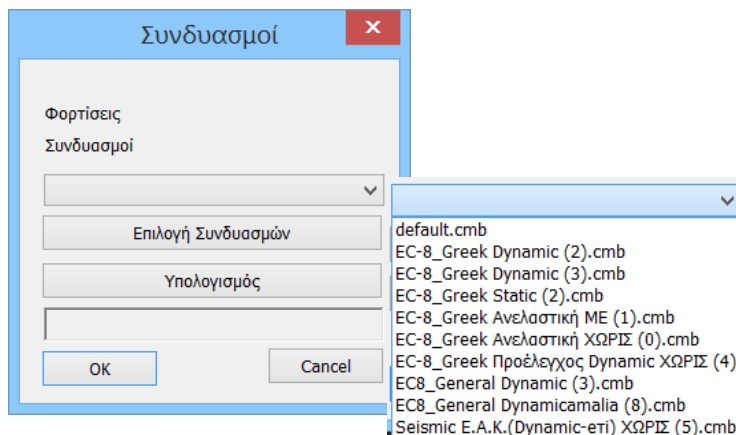 Συνδυασμοί
Φορτίσεις
Συνδυασμοί
Επιλογή Συνδυασμών
Υπολογισμός
OK
Cancel
default.cmb
EC-8_Greek Dynamic (2).cmb
EC-8_Greek Dynamic (3).cmb
EC-8_Greek Static (2).cmb
EC-8_Greek Ανελαστική ΜΕ (1).cmb
EC-8_Greek Ανελαστική ΧΩΡΙΣ (0).cmb
EC-8_Greek Προέλεγχος Dynamic ΧΩΡΙΣ (4)
EC8_General Dynamic (3).cmb
EC8_General Dynamicamalia (8).cmb
Seismic Ε.Α.Κ.(Dynamic-eτi) ΧΩΡΙΣ (5).cmb